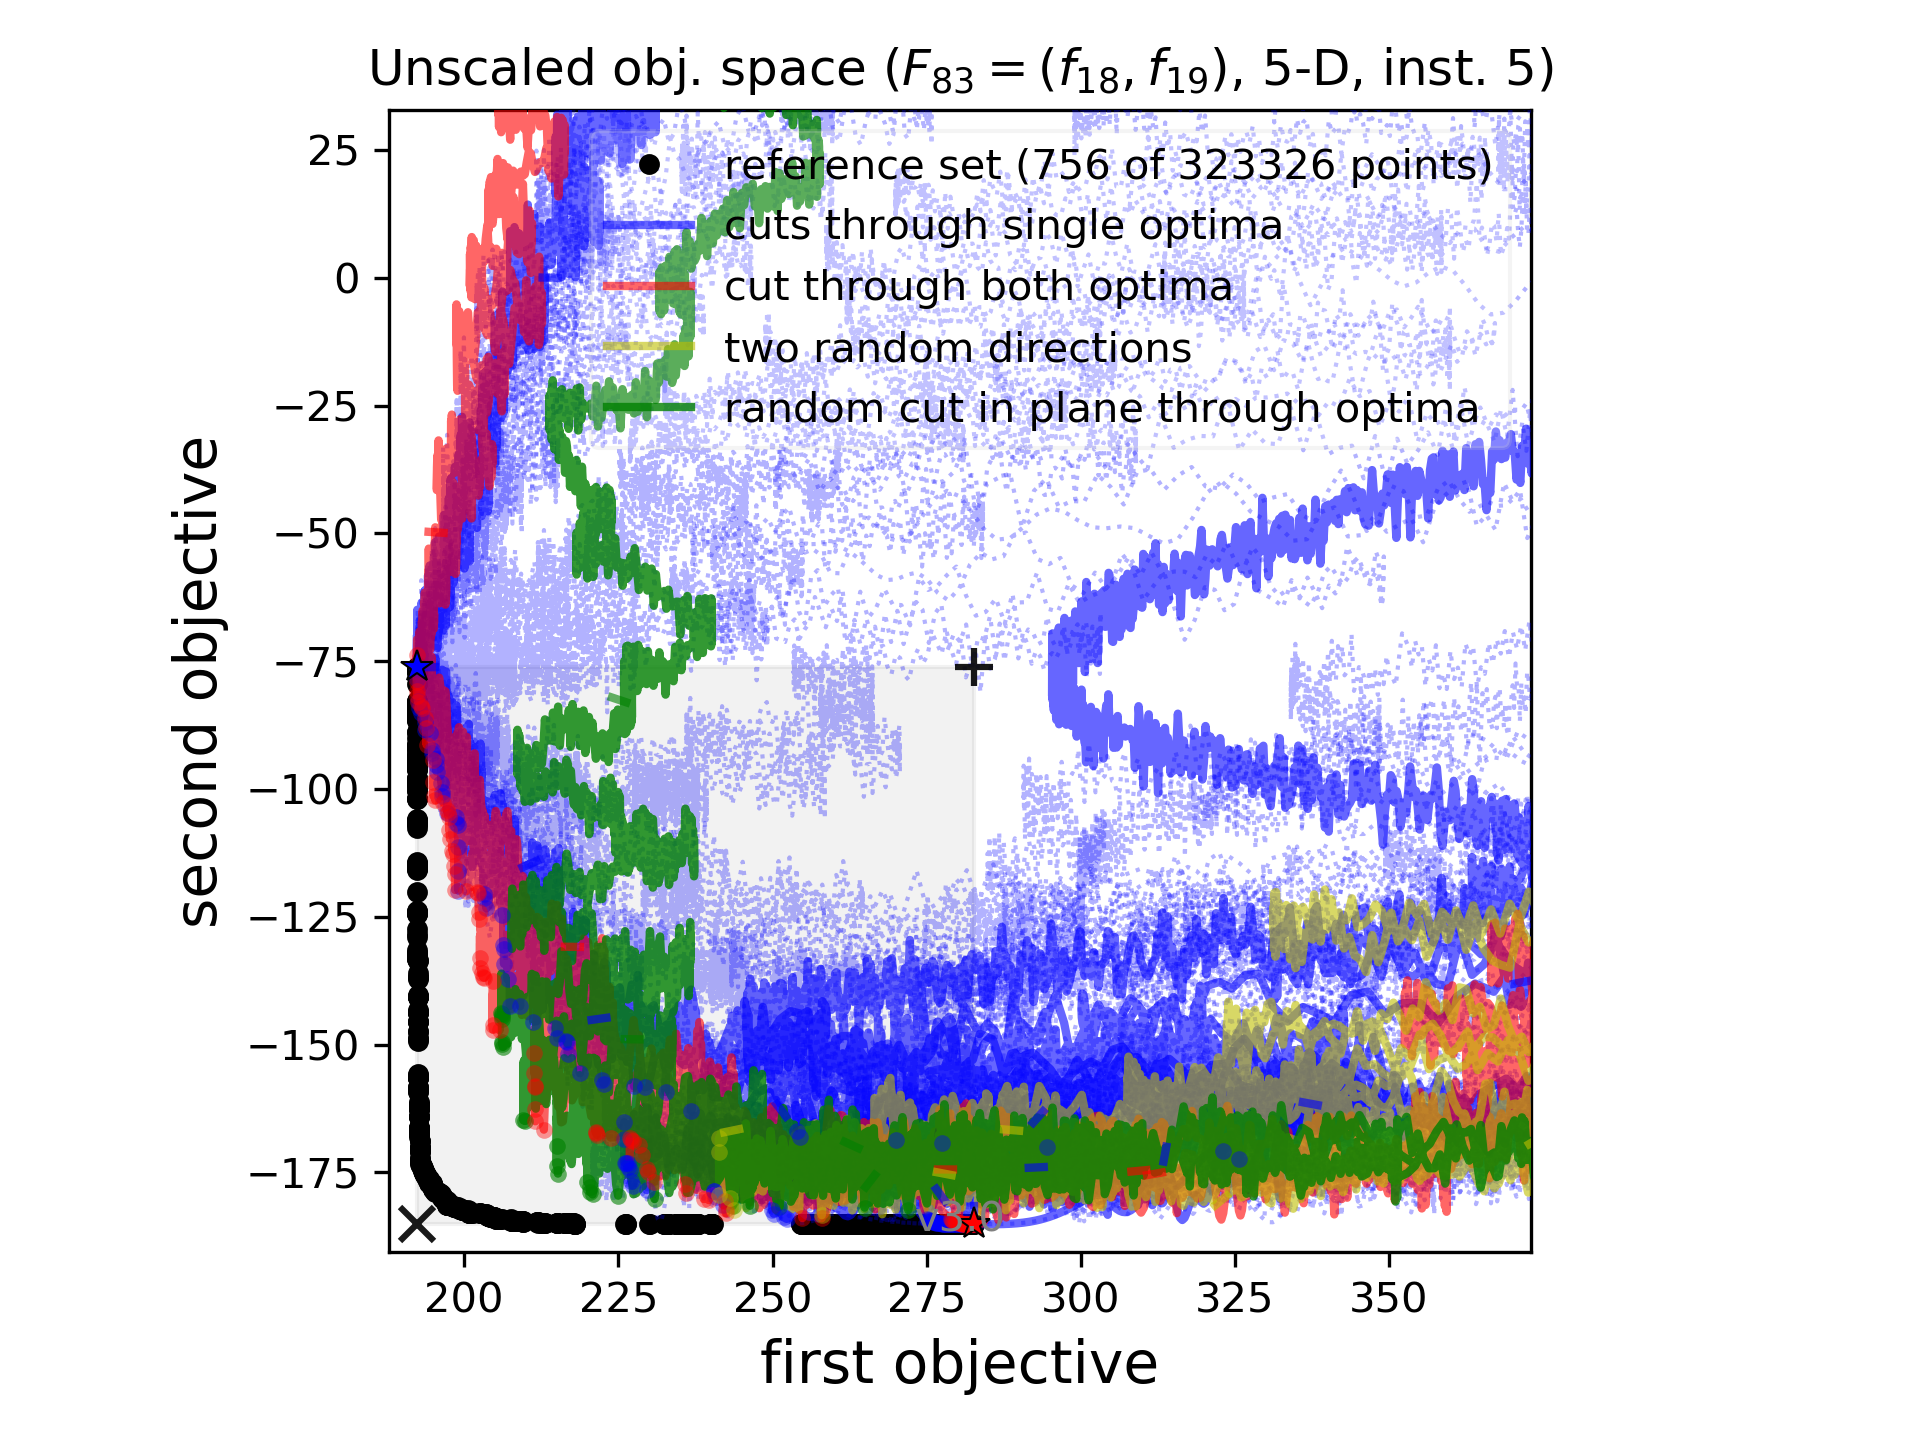 Unscaled obj. space (F₈₃ = (f₁₈, f₁₉), 5-D, inst. 5)
reference set (756 of 323326 points)
cuts through single optima
cut through both optima
two random directions
random cut in plane through optima
second objective
25
0
−25
−50
−75
−100
−125
−150
−175
200
225
250
275
300
325
350
first objective